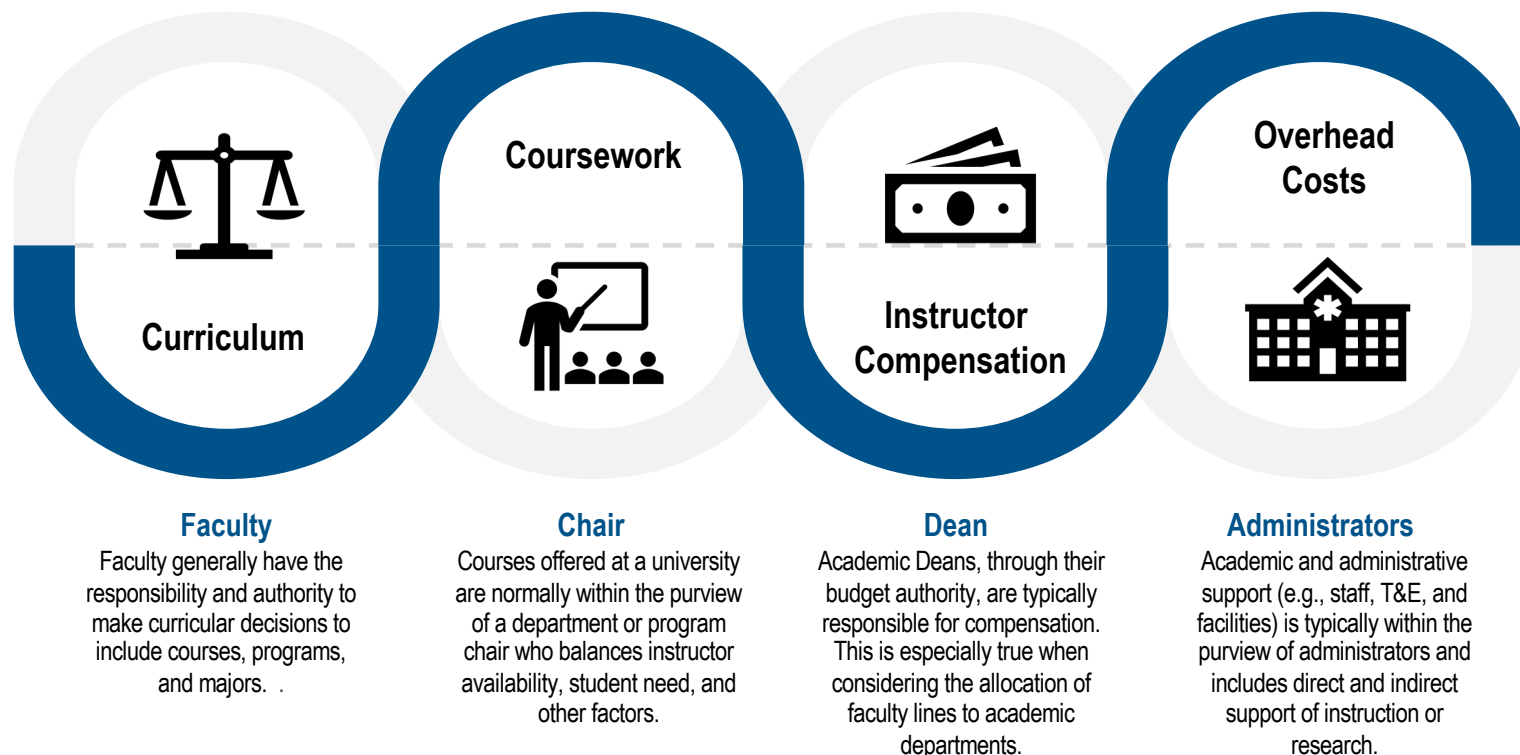 Curriculum
Coursework
Instructor
Compensation
Overhead
Costs
Faculty
Faculty generally have the
responsibility and authority to
make curricular decisions to
include courses, programs,
and majors. .
Chair
Courses offered at a university
are normally within the purview
of a department or program
chair who balances instructor
availability, student need, and
other factors.
Dean
Academic Deans, through their
budget authority, are typically
responsible for compensation.
This is especially true when
considering the allocation of
faculty lines to academic
departments.
Administrators
Academic and administrative
support (e.g., staff, T&E, and
facilities) is typically within the
purview of administrators and
includes direct and indirect
support of instruction or
research.